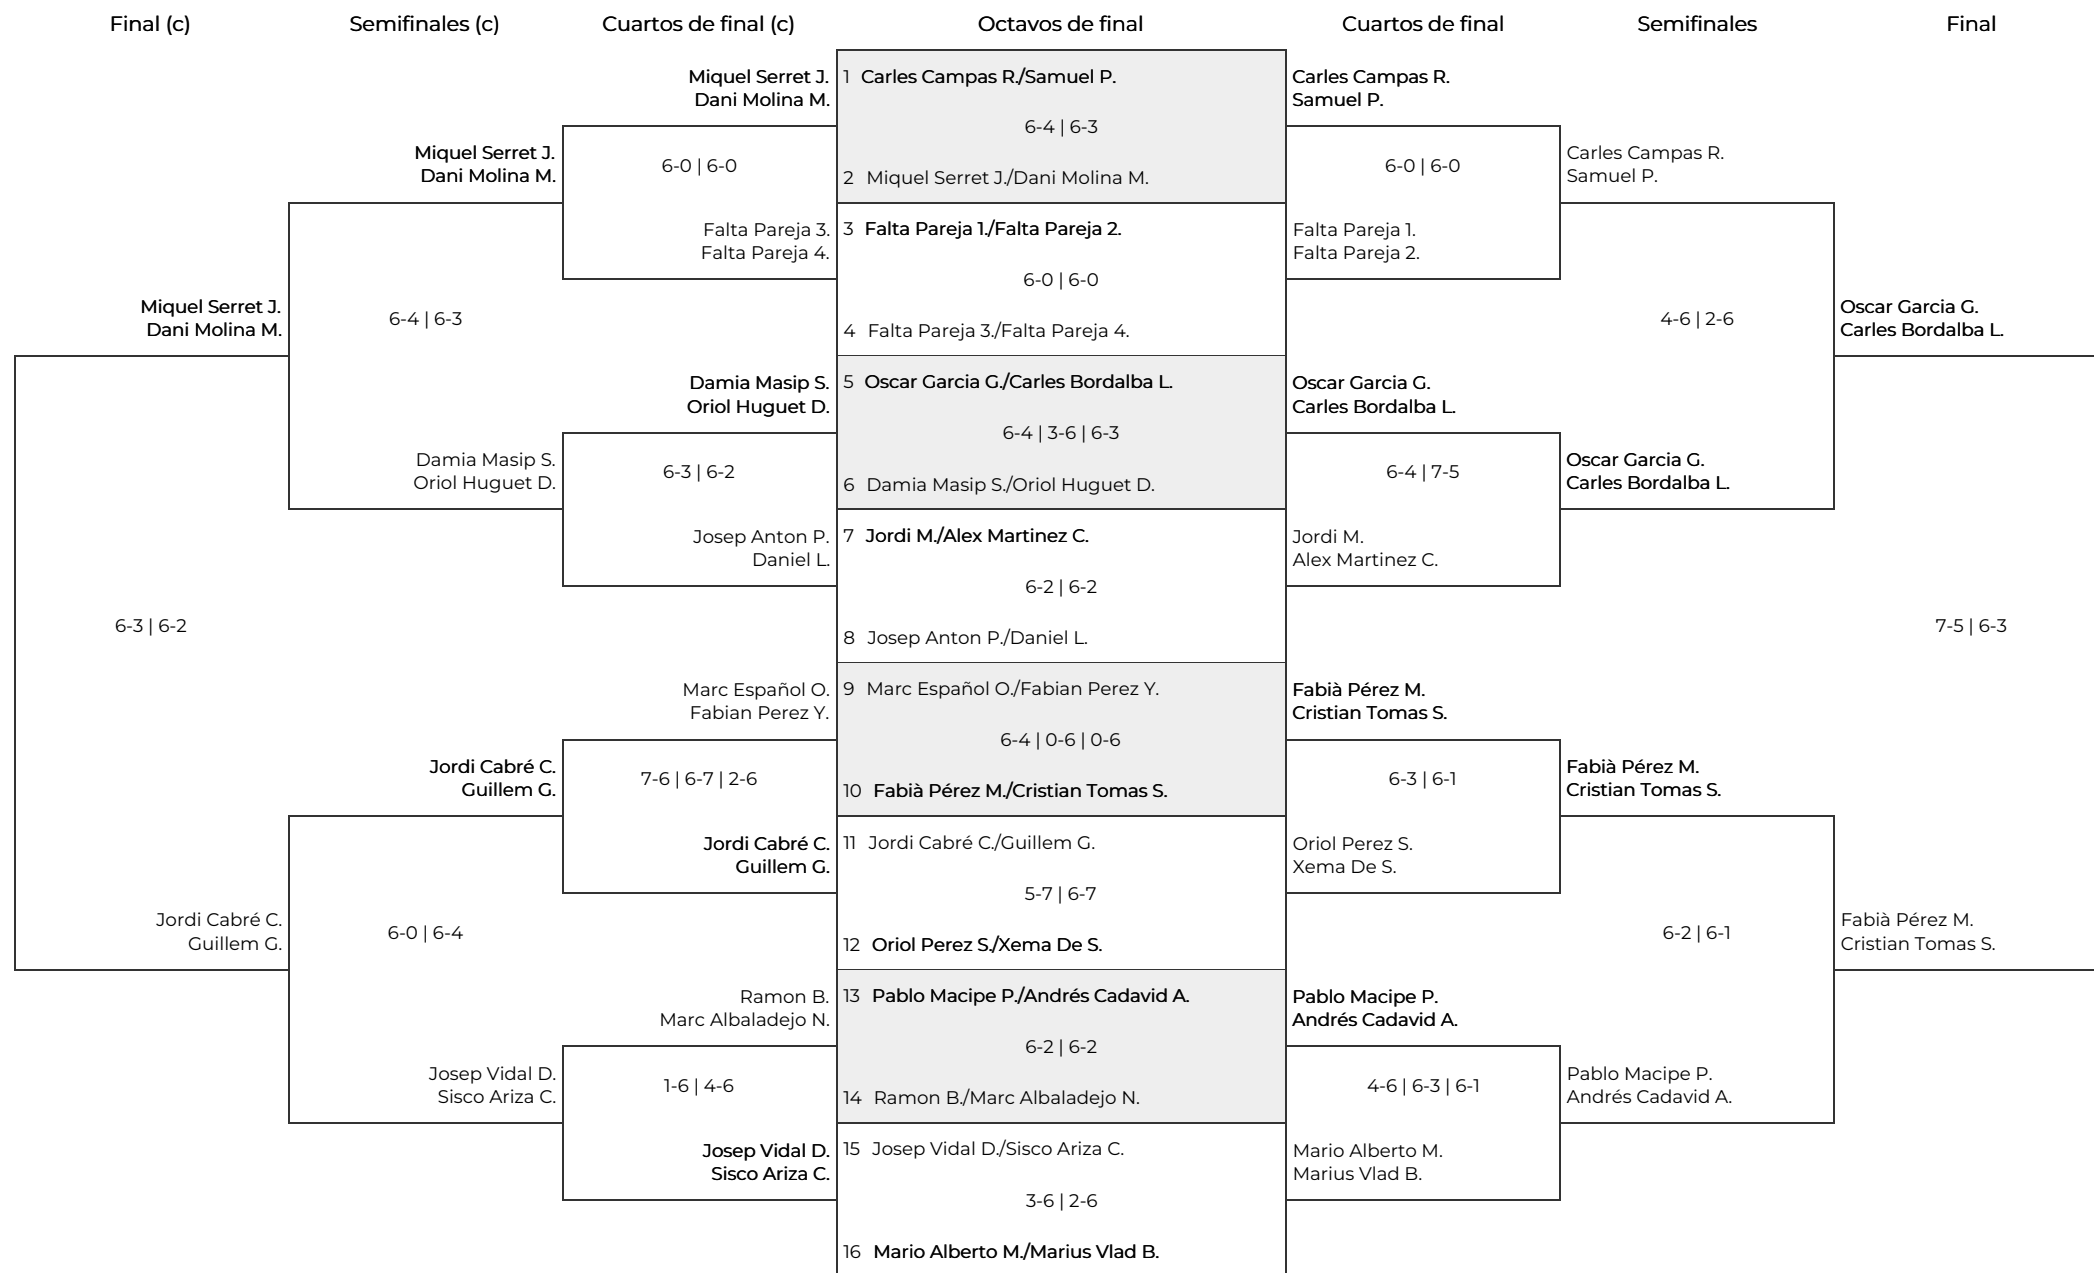 Final (c)
Semifinales (c)
Cuartos de final (c)
Octavos de final
Cuartos de final
Semifinales
Final
Miquel Serret J.
Dani Molina M.
6-3 | 6-2
Jordi Cabré C.
Guillem G.
Miquel Serret J.
Dani Molina M.
6-4 | 6-3
Damia Masip S.
Oriol Huguet D.
Jordi Cabré C.
Guillem G.
6-0 | 6-4
Josep Vidal D.
Sisco Ariza C.
Miquel Serret J.
Dani Molina M.
6-0 | 6-0
Falta Pareja 3.
Falta Pareja 4.
Damia Masip S.
Oriol Huguet D.
6-3 | 6-2
Josep Anton P.
Daniel L.
Marc Español O.
Fabian Perez Y.
7-6 | 6-7 | 2-6
Jordi Cabré C.
Guillem G.
Ramon B.
Marc Albaladejo N.
1-6 | 4-6
Josep Vidal D.
Sisco Ariza C.
1 Carles Campas R./Samuel P.
6-4 | 6-3
2 Miquel Serret J./Dani Molina M.
3 Falta Pareja 1./Falta Pareja 2.
6-0 | 6-0
4 Falta Pareja 3./Falta Pareja 4.
5 Oscar Garcia G./Carles Bordalba L.
6-4 | 3-6 | 6-3
6 Damia Masip S./Oriol Huguet D.
7 Jordi M./Alex Martinez C.
6-2 | 6-2
8 Josep Anton P./Daniel L.
9 Marc Español O./Fabian Perez Y.
6-4 | 0-6 | 0-6
10 Fabià Pérez M./Cristian Tomas S.
11 Jordi Cabré C./Guillem G.
5-7 | 6-7
12 Oriol Perez S./Xema De S.
13 Pablo Macipe P./Andrés Cadavid A.
6-2 | 6-2
14 Ramon B./Marc Albaladejo N.
15 Josep Vidal D./Sisco Ariza C.
3-6 | 2-6
16 Mario Alberto M./Marius Vlad B.
Carles Campas R.
Samuel P.
6-0 | 6-0
Falta Pareja 1.
Falta Pareja 2.
Oscar Garcia G.
Carles Bordalba L.
6-4 | 7-5
Jordi M.
Alex Martinez C.
Fabià Pérez M.
Cristian Tomas S.
6-3 | 6-1
Oriol Perez S.
Xema De S.
Pablo Macipe P.
Andrés Cadavid A.
4-6 | 6-3 | 6-1
Mario Alberto M.
Marius Vlad B.
Carles Campas R.
Samuel P.
4-6 | 2-6
Oscar Garcia G.
Carles Bordalba L.
Fabià Pérez M.
Cristian Tomas S.
6-2 | 6-1
Pablo Macipe P.
Andrés Cadavid A.
Oscar Garcia G.
Carles Bordalba L.
7-5 | 6-3
Fabià Pérez M.
Cristian Tomas S.